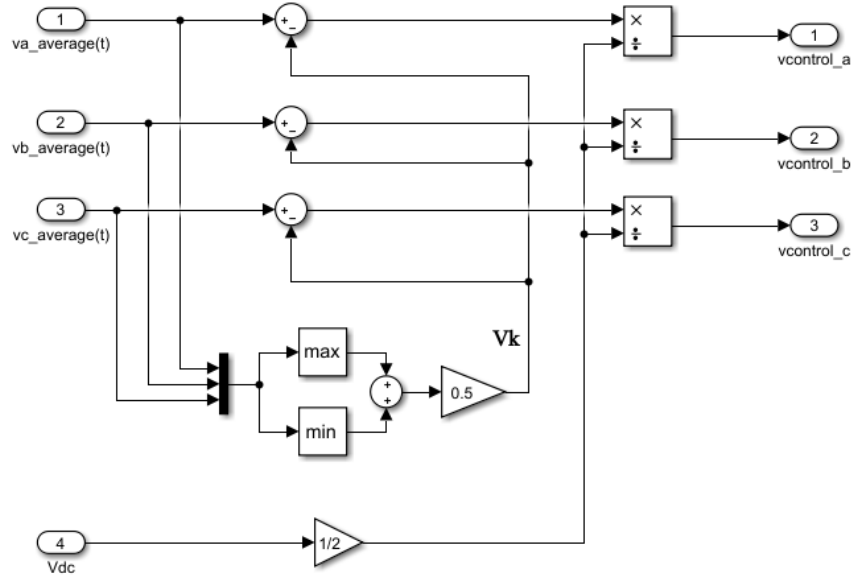 1
va_average(t)
+
−
×
÷
1
vcontrol_a
2
vb_average(t)
+
−
×
÷
2
vcontrol_b
3
vc_average(t)
+
−
×
÷
3
vcontrol_c
Vk
max
+
+
0.5
min
4
Vdc
1/2